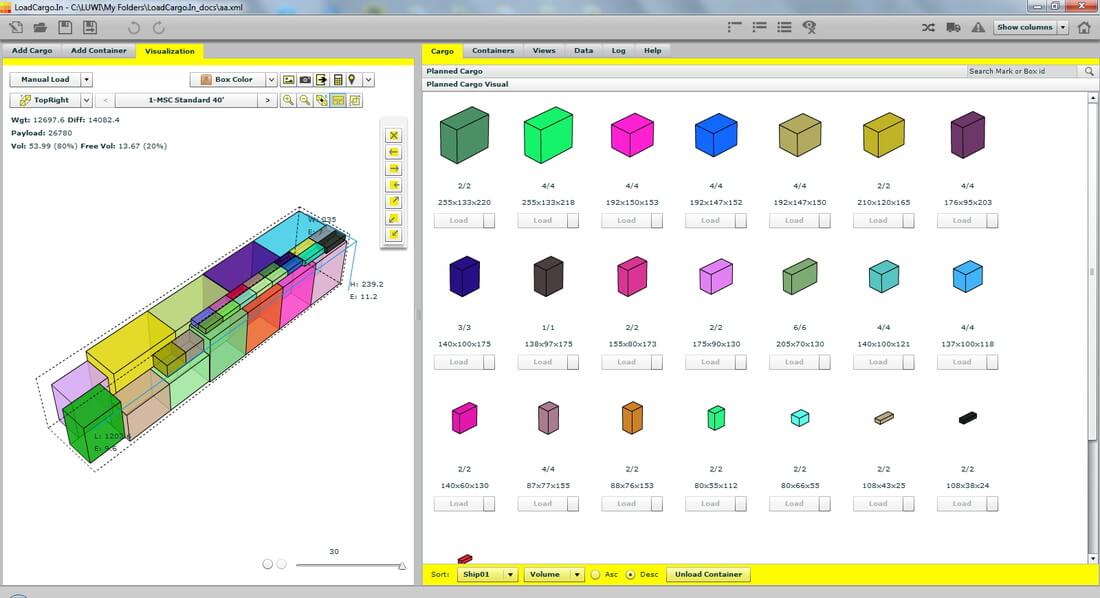 LoadCargo.In - C:\LUWI\My Folders\LoadCargo.In_docs\aa.xml
Show columns
Add Cargo Add Container Visualization
Cargo Containers Views Data Log Help
Manual Load Box Color
TopRight < 1-MSC Standard 40' >
Wgt: 12697.6 Diff: 14082.4
Payload: 26780
Vol: 53.99 (80%) Free Vol: 13.67 (20%)
235
H: 239.2
E: 11.2
L: 1203
E: 9.6
30
Planned Cargo Search Mark or Box id
Planned Cargo Visual
2/2 4/4 4/4 4/4 4/4 2/2 4/4
255x133x220 255x133x218 192x150x153 192x147x152 192x147x150 210x120x165 176x95x203
Load Load Load Load Load Load Load
3/3 1/1 2/2 2/2 6/6 4/4 4/4
140x100x175 138x97x175 155x80x173 175x90x130 205x70x130 140x100x121 137x100x118
Load Load Load Load Load Load Load
2/2 4/4 2/2 2/2 2/2 2/2 2/2
140x60x130 87x77x155 88x76x153 80x55x112 80x66x55 108x43x25 108x38x24
Load Load Load Load Load Load Load
Sort: Ship01 Volume Asc Desc Unload Container